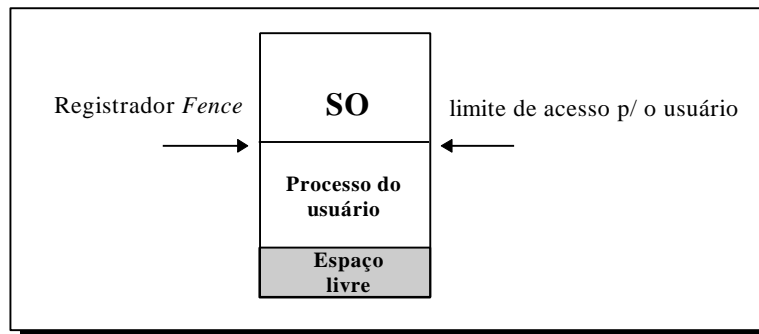 SO
Registrador Fence
limite de acesso p/ o usuário
Processo do
usuário
Espaço
livre